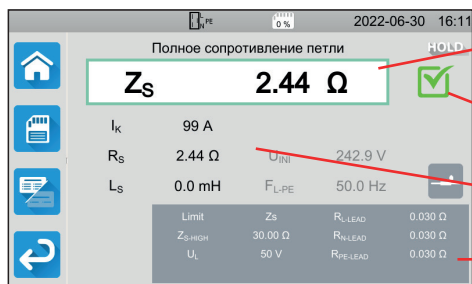 L PE N 0 % 2022-06-30 16:11
Полное сопротивление петли HOLD
ZS 2.44 Ω
IK 99 A
RS 2.44 Ω UINI 242.9 V
LS 0.0 mH FL-PE 50.0 Hz
Limit Zs RL-LEAD 0.030 Ω
ZS-HIGH 30.00 Ω RN-LEAD 0.030 Ω
UL 50 V RPE-LEAD 0.030 Ω